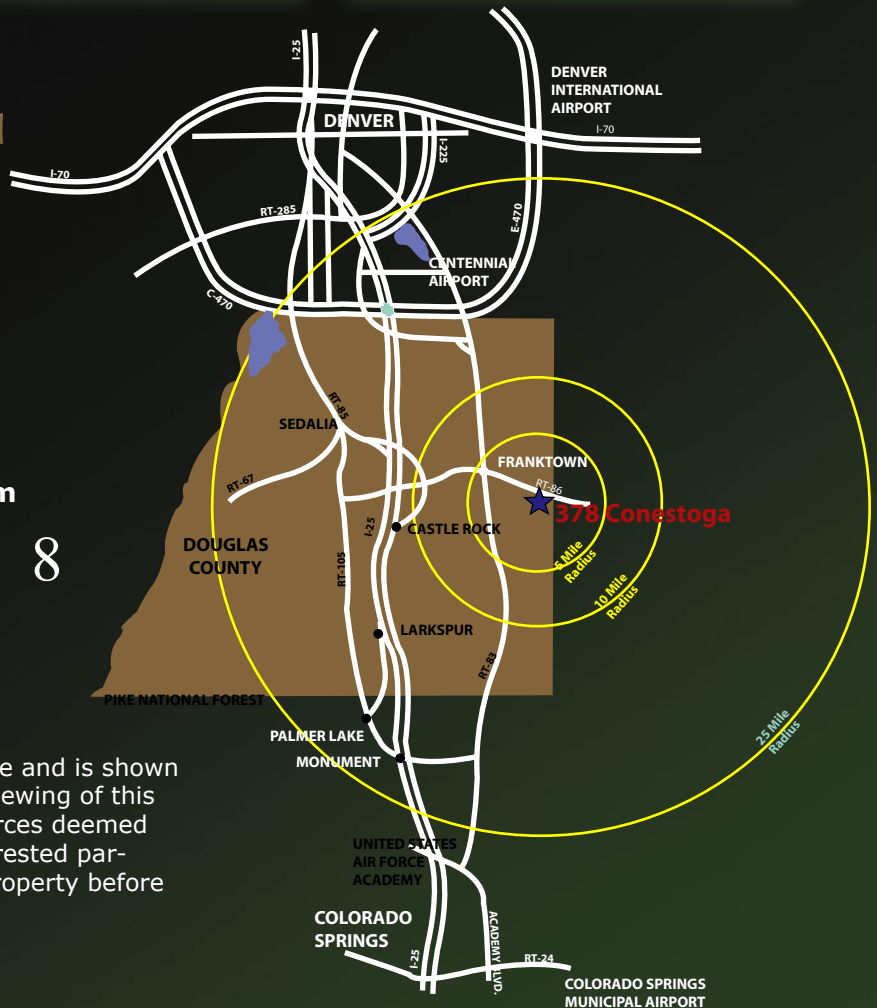 I-25
DENVER
INTERNATIONAL
AIRPORT
I-70
DENVER
I-225
I-70
RT-285
E-470
CENTENNIAL
AIRPORT
C-470
RT-85
SEDALIA
FRANKTOWN
RT-86
RT-67
m
378 Conestoga
I-25
CASTLE ROCK
8
DOUGLAS
COUNTY
RT-105
5 Mile
Radius
10 Mile
Radius
LARKSPUR
RT-83
PIKE NATIONAL FOREST
25 Mile
Radius
PALMER LAKE
MONUMENT
e and is shown
ewing of this
rces deemed
rested par-
roperty before
UNITED STATES
AIR FORCE
ACADEMY
COLORADO
SPRINGS
ACADEMY BLVD.
I-25
RT-24
COLORADO SPRINGS
MUNICIPAL AIRPORT